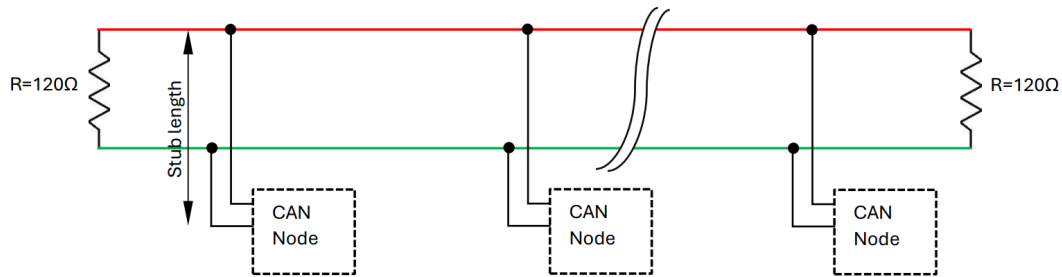 R=120Ω
Stub length
R=120Ω
CAN
Node
CAN
Node
CAN
Node